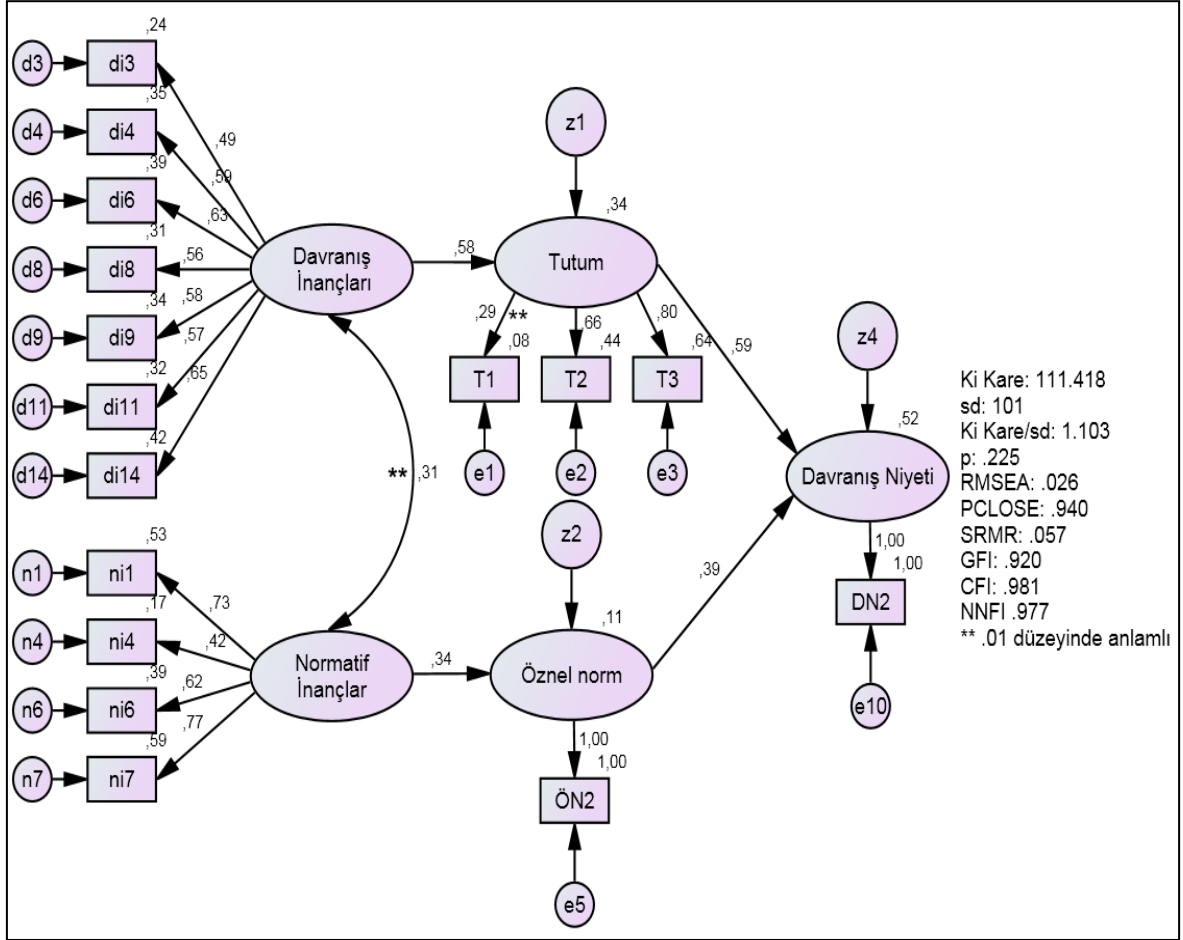 ,24
d3
di3
,35
d4
di4
,39
d6
di6
,31
d8
di8
,34
d9
di9
,32
d11
di11
,42
d14
di14
,49
,59
,63
,56
,58
,57
,65
Davranış
İnançları
,53
n1
ni1
,17
n4
ni4
,39
n6
ni6
,59
n7
ni7
,73
,42
,62
,77
Normatif
İnançlar
** ,31
,58
z1
,34
Tutum
,29 **
,66
,80
,08
,44
,64
T1
T2
T3
e1
e2
e3
,34
z2
,11
Öznel norm
1,00
1,00
ÖN2
e5
,59
,39
z4
,52
Davranış Niyeti
1,00
1,00
DN2
e10
Ki Kare: 111.418
sd: 101
Ki Kare/sd: 1.103
p: .225
RMSEA: .026
PCLOSE: .940
SRMR: .057
GFI: .920
CFI: .981
NNFI .977
** .01 düzeyinde anlamlı